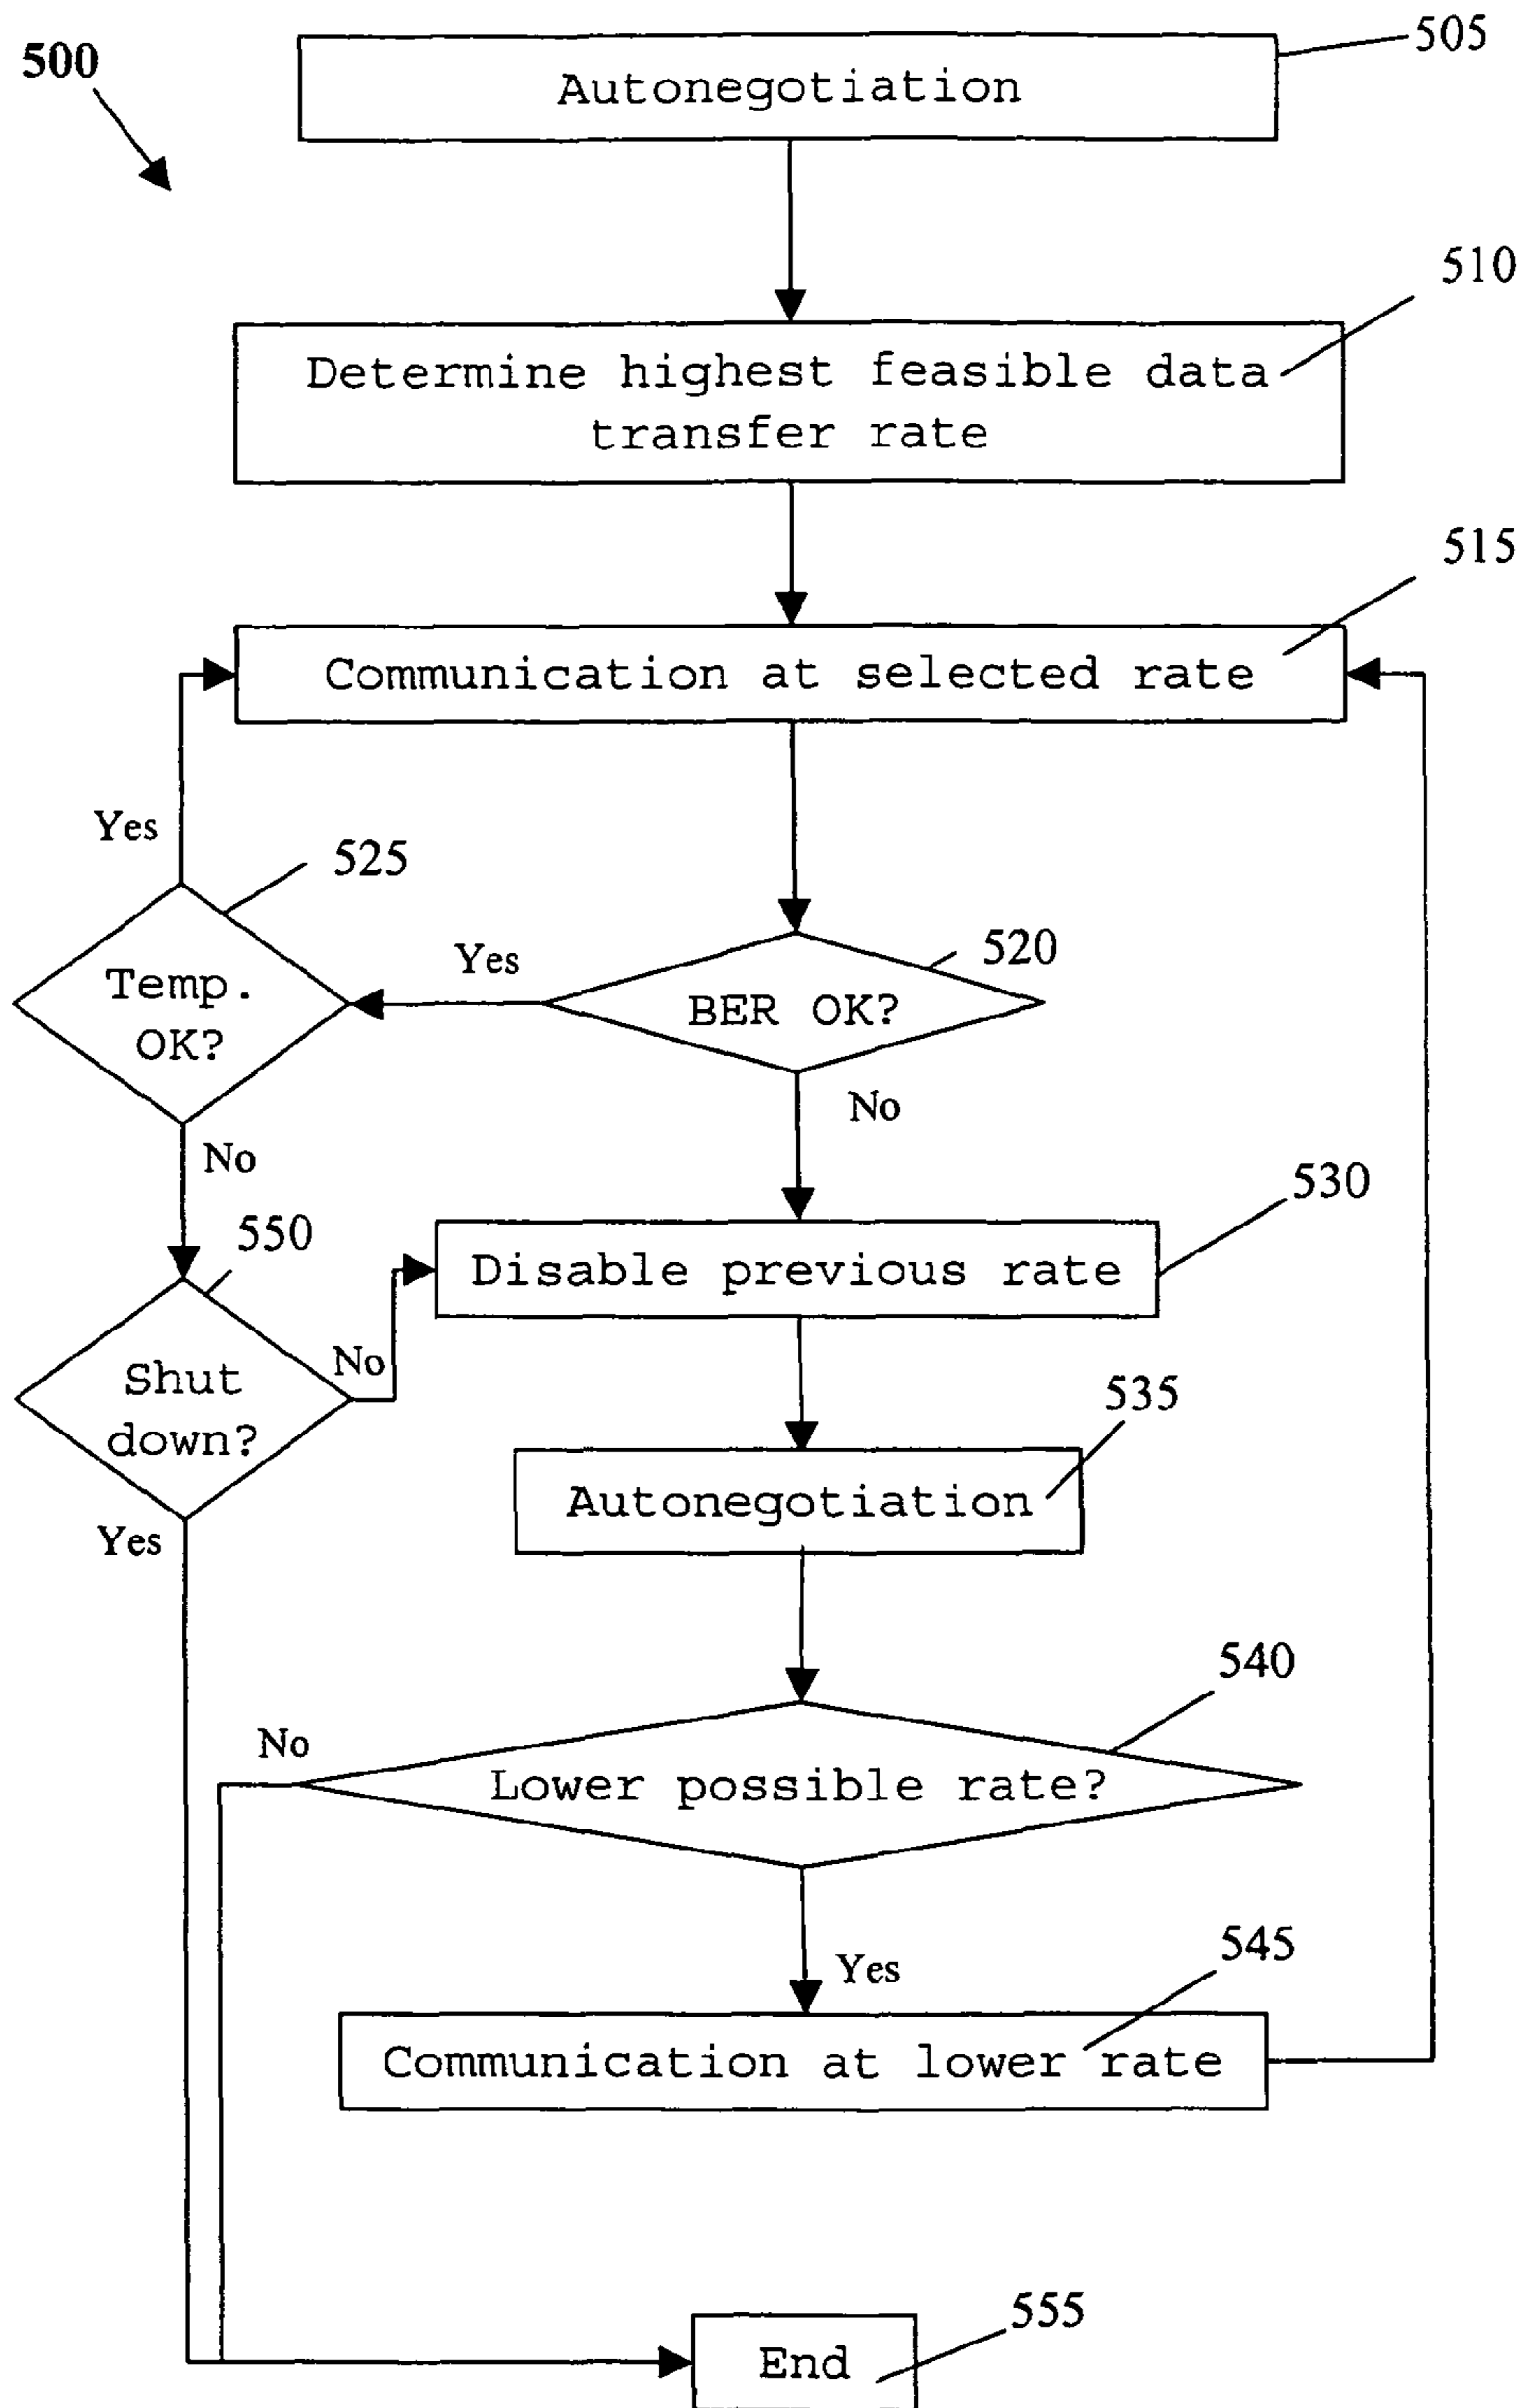 500
505
Autonegotiation
510
Determine highest feasible data
transfer rate
515
Communication at selected rate
Yes
525
Temp.
OK?
Yes
520
BER OK?
No
No
550
530
Disable previous rate
Shut
down?
No
535
Autonegotiation
Yes
540
No
Lower possible rate?
Yes
545
Communication at lower rate
555
End